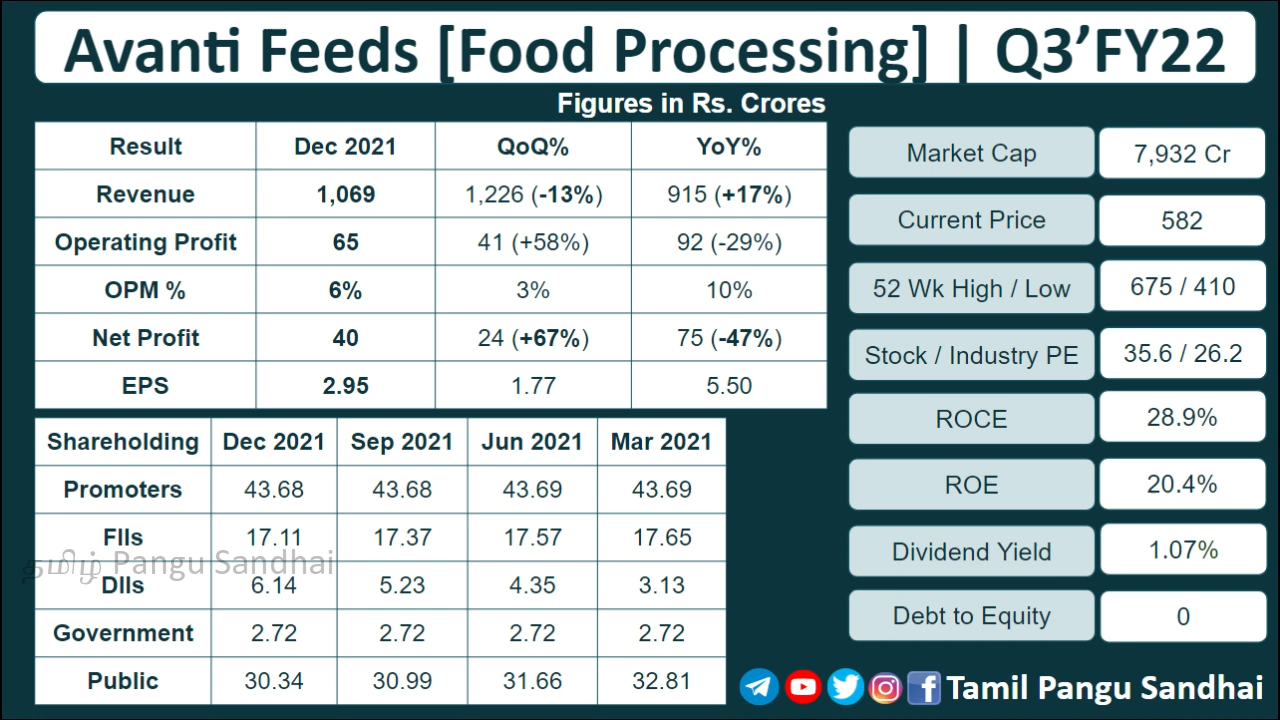 Avanti Feeds [Food Processing] | Q3’FY22
Figures in Rs. Crores
Result Dec 2021 QoQ% YoY%
Revenue 1,069 1,226 (-13%) 915 (+17%)
Operating Profit 65 41 (+58%) 92 (-29%)
OPM % 6% 3% 10%
Net Profit 40 24 (+67%) 75 (-47%)
EPS 2.95 1.77 5.50
Shareholding Dec 2021 Sep 2021 Jun 2021 Mar 2021
Promoters 43.68 43.68 43.69 43.69
FIIs 17.11 17.37 17.57 17.65
தமிழ் Pangu Sandhai
DIIs 6.14 5.23 4.35 3.13
Government 2.72 2.72 2.72 2.72
Public 30.34 30.99 31.66 32.81
Market Cap 7,932 Cr
Current Price 582
52 Wk High / Low 675 / 410
Stock / Industry PE 35.6 / 26.2
ROCE 28.9%
ROE 20.4%
Dividend Yield 1.07%
Debt to Equity 0
Tamil Pangu Sandhai